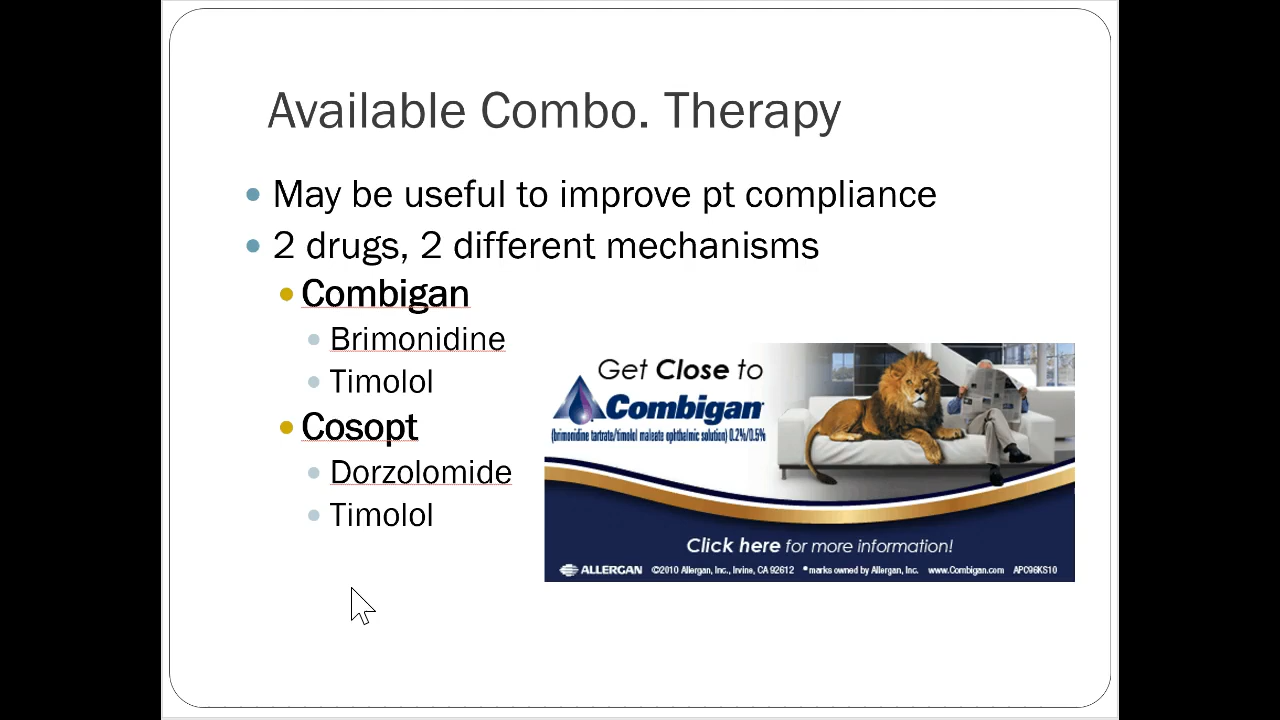 Available Combo. Therapy
May be useful to improve pt compliance
2 drugs, 2 different mechanisms
Combigan
Brimonidine
Timolol
Cosopt
Dorzolomide
Timolol
Get Close to
Combigan
(brimonidine tartrate/timolol maleate ophthalmic solution) 0.2%/0.5%
Click here for more information!
ALLERGAN ©2010 Allergan, Inc., Irvine, CA 92612 ®marks owned by Allergan, Inc. www.Combigan.com APC96KS10